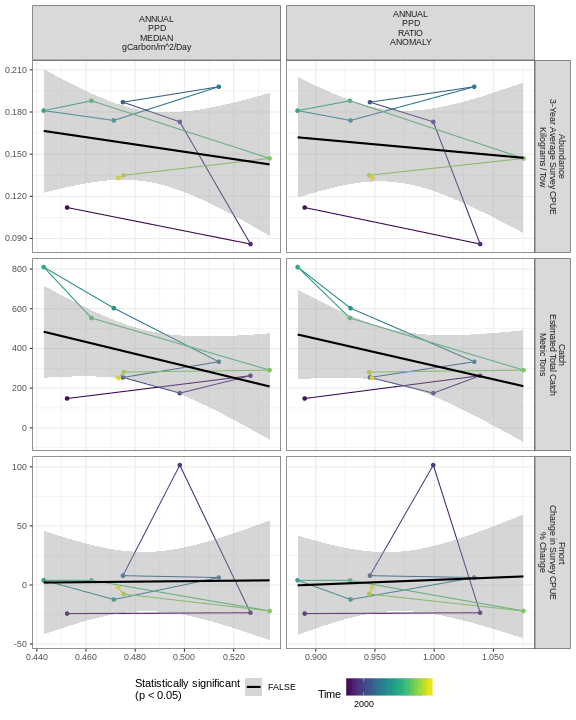 ANNUAL
PPD
MEDIAN
gCarbon/m^2/Day
ANNUAL
PPD
RATIO
ANOMALY
0.210
0.180
0.150
0.120
0.090
Abundance
3-Year Average Survey CPUE
Kilograms / Tow
800
600
400
200
0
Catch
Estimated Total Catch
Metric Tons
100
50
0
-50
Fmort
Change in Survey CPUE
% Change
0.440
0.460
0.480
0.500
0.520
0.900
0.950
1.000
1.050
Statistically significant
(p < 0.05)
FALSE
Time
2000